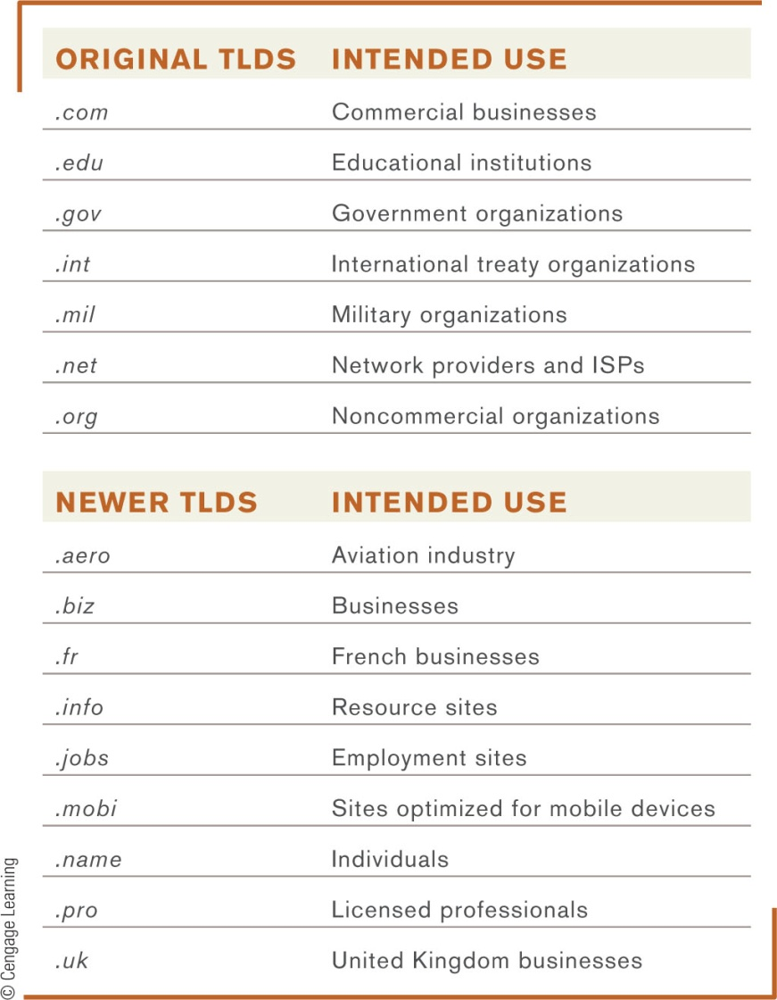 ORIGINAL TLDS INTENDED USE
.com Commercial businesses
.edu Educational institutions
.gov Government organizations
.int International treaty organizations
.mil Military organizations
.net Network providers and ISPs
.org Noncommercial organizations
NEWER TLDS INTENDED USE
.aero Aviation industry
.biz Businesses
.fr French businesses
.info Resource sites
.jobs Employment sites
.mobi Sites optimized for mobile devices
.name Individuals
.pro Licensed professionals
.uk United Kingdom businesses
© Cengage Learning